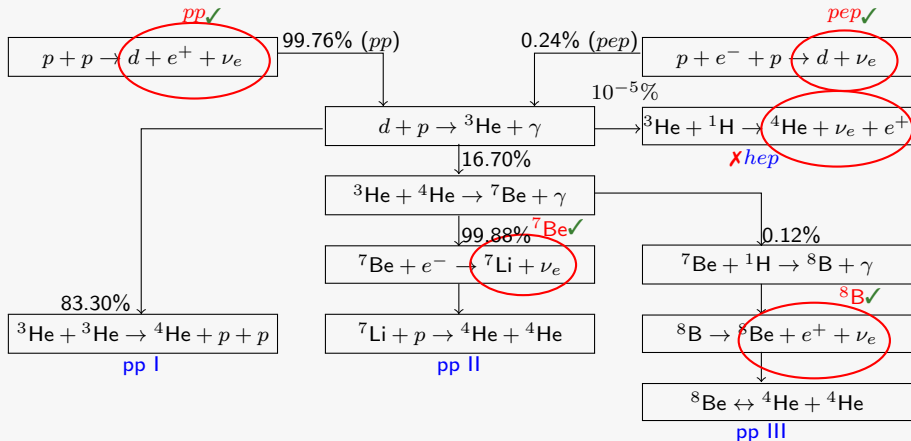 pp✓
pep✓
99.76% (pp)
0.24% (pep)
p + p → d + e⁺ + νₑ
p + e⁻ + p → d + νₑ
10⁻⁵%
d + p → ³He + γ
³He + ¹H → ⁴He + νₑ + e⁺
✗hep
16.70%
³He + ⁴He → ⁷Be + γ
⁷Be✓
99.88%
0.12%
⁷Be + e⁻ → ⁷Li + νₑ
⁷Be + ¹H → ⁸B + γ
⁸B✓
83.30%
³He + ³He → ⁴He + p + p
⁷Li + p → ⁴He + ⁴He
⁸B → ⁸Be + e⁺ + νₑ
pp I
pp II
⁸Be ↔ ⁴He + ⁴He
pp III